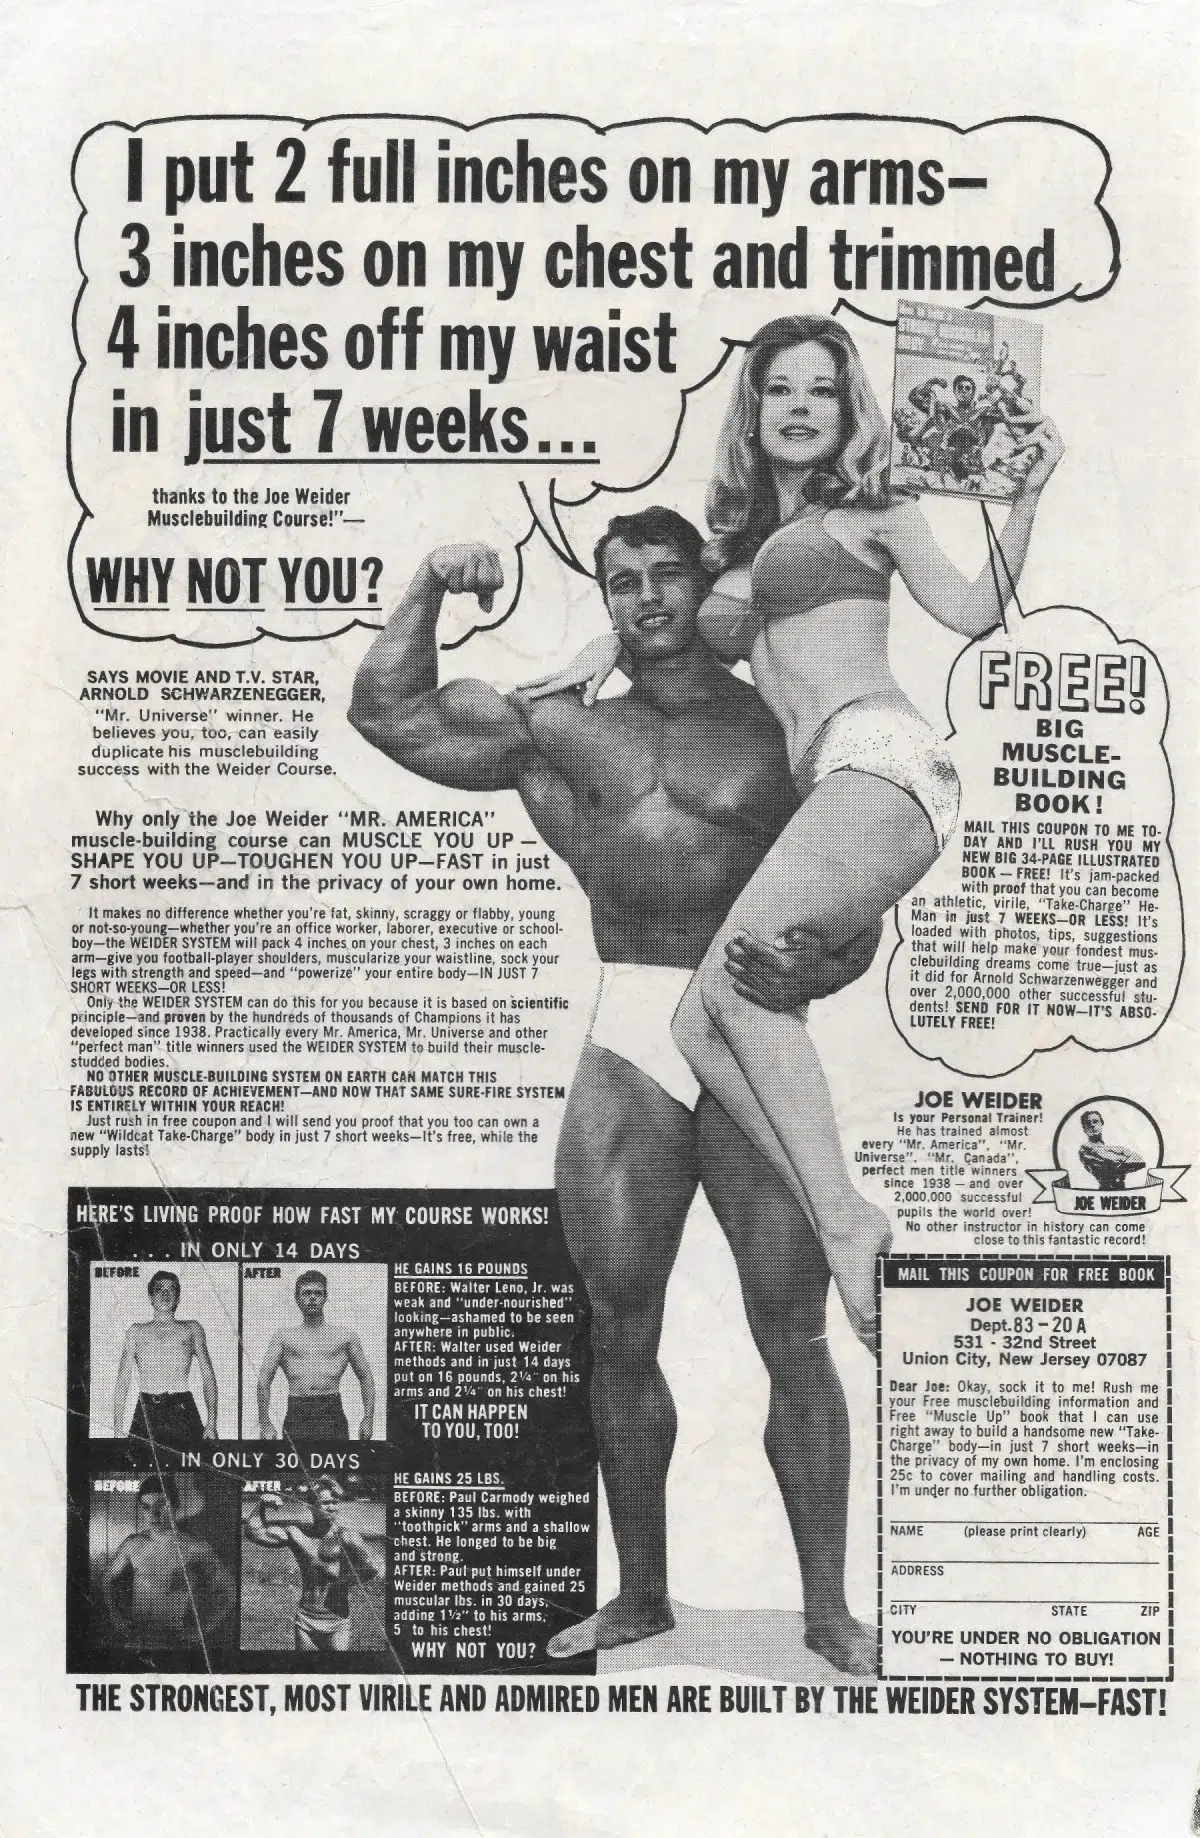 I put 2 full inches on my arms—
3 inches on my chest and trimmed
4 inches off my waist
in just 7 weeks...
thanks to the Joe Weider
Musclebuilding Course!"—
WHY NOT YOU?
SAYS MOVIE AND T.V. STAR,
ARNOLD SCHWARZENEGGER,
"Mr. Universe" winner. He
believes you, too, can easily
duplicate his musclebuilding
success with the Weider Course.
Why only the Joe Weider "MR. AMERICA"
muscle-building course can MUSCLE YOU UP —
SHAPE YOU UP—TOUGHEN YOU UP—FAST in just
7 short weeks—and in the privacy of your own home.
It makes no difference whether you're fat, skinny, scraggy or flabby, young
or not-so-young—whether you're an office worker, laborer, executive or school-
boy—the WEIDER SYSTEM will pack 4 inches on your chest, 3 inches on each
arm—give you football-player shoulders, muscularize your waistline, sock your
legs with strength and speed—and "powerize" your entire body—IN JUST 7
SHORT WEEKS—OR LESS!
Only the WEIDER SYSTEM can do this for you because it is based on scientific
principle—and proven by the hundreds of thousands of Champions it has
developed since 1938. Practically every Mr. America, Mr. Universe and other
"perfect man" title winners used the WEIDER SYSTEM to build their muscle-
studded bodies.
NO OTHER MUSCLE-BUILDING SYSTEM ON EARTH CAN MATCH THIS
FABULOUS RECORD OF ACHIEVEMENT—AND NOW THAT SAME SURE-FIRE SYSTEM
IS ENTIRELY WITHIN YOUR REACH!
Just rush in free coupon and I will send you proof that you too can own a
new "Wildcat Take-Charge" body in just 7 short weeks—It's free, while the
supply lasts!
FREE!
BIG
MUSCLE-
BUILDING
BOOK!
MAIL THIS COUPON TO ME TO-
DAY AND I'LL RUSH YOU MY
NEW BIG 34-PAGE ILLUSTRATED
BOOK — FREE! It's jam-packed
with proof that you can become
an athletic, virile, "Take-Charge" He-
Man in just 7 WEEKS—OR LESS! It's
loaded with photos, tips, suggestions
that will help make your fondest mus-
clebuilding dreams come true—just as
it did for Arnold Schwarzenwegger and
over 2,000,000 other successful stu-
dents! SEND FOR IT NOW—IT'S ABSO-
LUTELY FREE!
JOE WEIDER
Is your Personal Trainer!
He has trained almost
every "Mr. America", "Mr.
Universe", "Mr. Canada",
perfect men title winners
since 1938 — and over
2,000,000 successful
pupils the world over!
No other instructor in history can come
close to this fantastic record!
JOE WEIDER
HERE'S LIVING PROOF HOW FAST MY COURSE WORKS!
... IN ONLY 14 DAYS
BEFORE
AFTER
HE GAINS 16 POUNDS
BEFORE: Walter Leno, Jr. was
weak and "under-nourished"
looking—ashamed to be seen
anywhere in public.
AFTER: Walter used Weider
methods and in just 14 days
put on 16 pounds, 2¼" on his
arms and 2¼" on his chest!
IT CAN HAPPEN
TO YOU, TOO!
... IN ONLY 30 DAYS
BEFORE
AFTER
HE GAINS 25 LBS.
BEFORE: Paul Carmody weighed
a skinny 135 lbs. with
"toothpick" arms and a shallow
chest. He longed to be big
and strong.
AFTER: Paul put himself under
Weider methods and gained 25
muscular lbs. in 30 days,
adding 1½" to his arms,
5" to his chest!
WHY NOT YOU?
MAIL THIS COUPON FOR FREE BOOK
JOE WEIDER
Dept.83-20A
531 - 32nd Street
Union City, New Jersey 07087
Dear Joe: Okay, sock it to me! Rush me
your Free musclebuilding information and
Free "Muscle Up" book that I can use
right away to build a handsome new "Take-
Charge" body—in just 7 short weeks—in
the privacy of my own home. I'm enclosing
25c to cover mailing and handling costs.
I'm under no further obligation.
NAME (please print clearly) AGE
ADDRESS
CITY STATE ZIP
YOU'RE UNDER NO OBLIGATION
— NOTHING TO BUY!
THE STRONGEST, MOST VIRILE AND ADMIRED MEN ARE BUILT BY THE WEIDER SYSTEM—FAST!